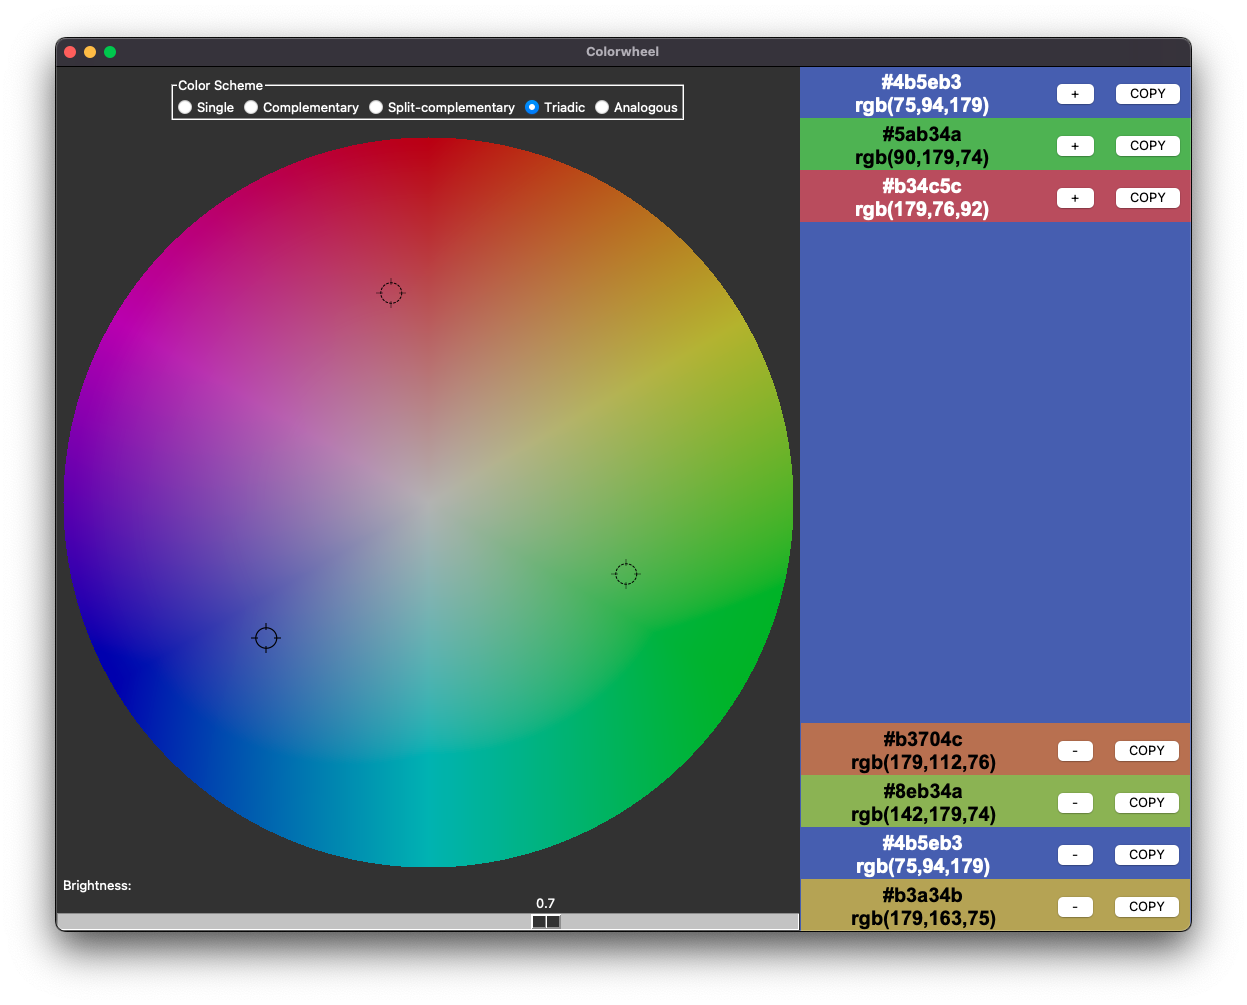 Colorwheel
Color Scheme
Single Complementary Split-complementary Triadic Analogous
#4b5eb3
rgb(75,94,179)
+ COPY
#5ab34a
rgb(90,179,74)
+ COPY
#b34c5c
rgb(179,76,92)
+ COPY
#b3704c
rgb(179,112,76)
- COPY
#8eb34a
rgb(142,179,74)
- COPY
#4b5eb3
rgb(75,94,179)
- COPY
#b3a34b
rgb(179,163,75)
- COPY
Brightness:
0.7